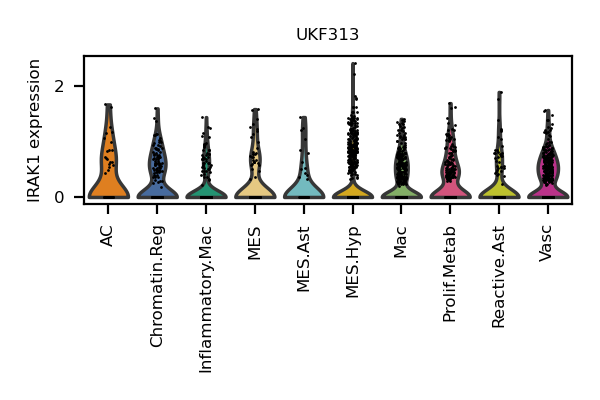 UKF313
IRAK1 expression
2
0
AC
Chromatin.Reg
Inflammatory.Mac
MES
MES.Ast
MES.Hyp
Mac
Prolif.Metab
Reactive.Ast
Vasc